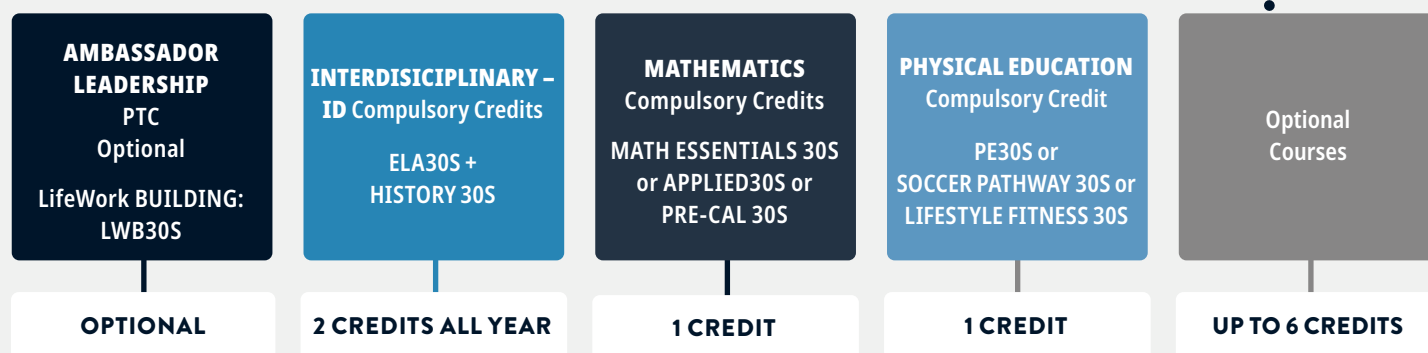 AMBASSADOR
LEADERSHIP
PTC
Optional
LifeWork BUILDING:
LWB30S
OPTIONAL
INTERDISICIPLINARY –
ID Compulsory Credits
ELA30S +
HISTORY 30S
2 CREDITS ALL YEAR
MATHEMATICS
Compulsory Credits
MATH ESSENTIALS 30S
or APPLIED30S or
PRE-CAL 30S
1 CREDIT
PHYSICAL EDUCATION
Compulsory Credit
PE30S or
SOCCER PATHWAY 30S or
LIFESTYLE FITNESS 30S
1 CREDIT
Optional
Courses
UP TO 6 CREDITS